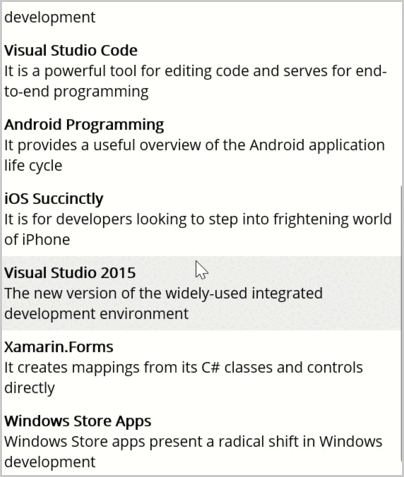 development
Visual Studio Code
It is a powerful tool for editing code and serves for end-
to-end programming
Android Programming
It provides a useful overview of the Android application
life cycle
iOS Succinctly
It is for developers looking to step into frightening world
of iPhone
Visual Studio 2015
The new version of the widely-used integrated
development environment
Xamarin.Forms
It creates mappings from its C# classes and controls
directly
Windows Store Apps
Windows Store apps present a radical shift in Windows
development